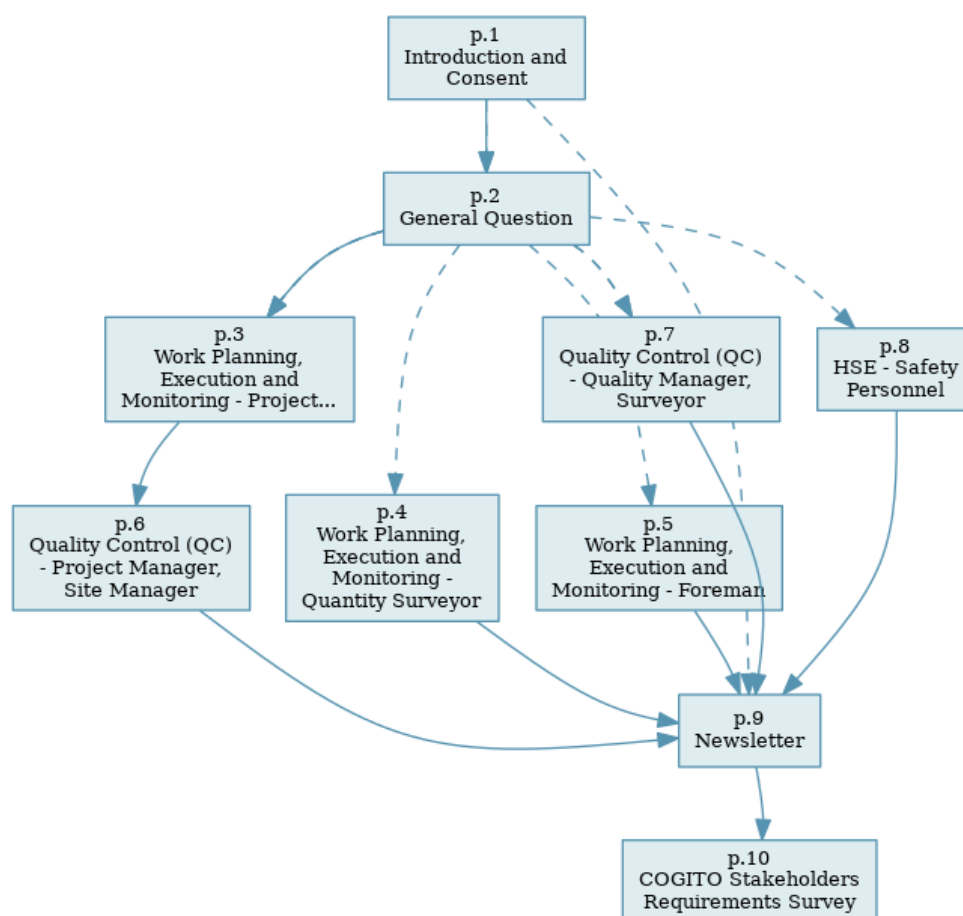 p.1
Introduction and
Consent
p.2
General Question
p.3
Work Planning,
Execution and
Monitoring - Project...
p.7
Quality Control (QC)
- Quality Manager,
Surveyor
p.8
HSE - Safety
Personnel
p.6
Quality Control (QC)
- Project Manager,
Site Manager
p.4
Work Planning,
Execution and
Monitoring -
Quantity Surveyor
p.5
Work Planning,
Execution and
Monitoring - Foreman
p.9
Newsletter
p.10
COGITO Stakeholders
Requirements Survey